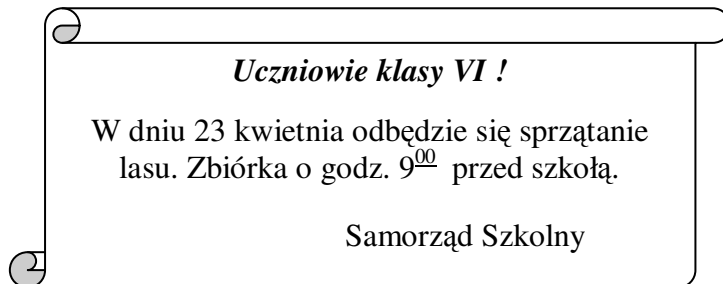 Uczniowie klasy VI !
W dniu 23 kwietnia odbędzie się sprzątanie
lasu. Zbiórka o godz. 9⁰⁰ przed szkołą.
Samorząd Szkolny